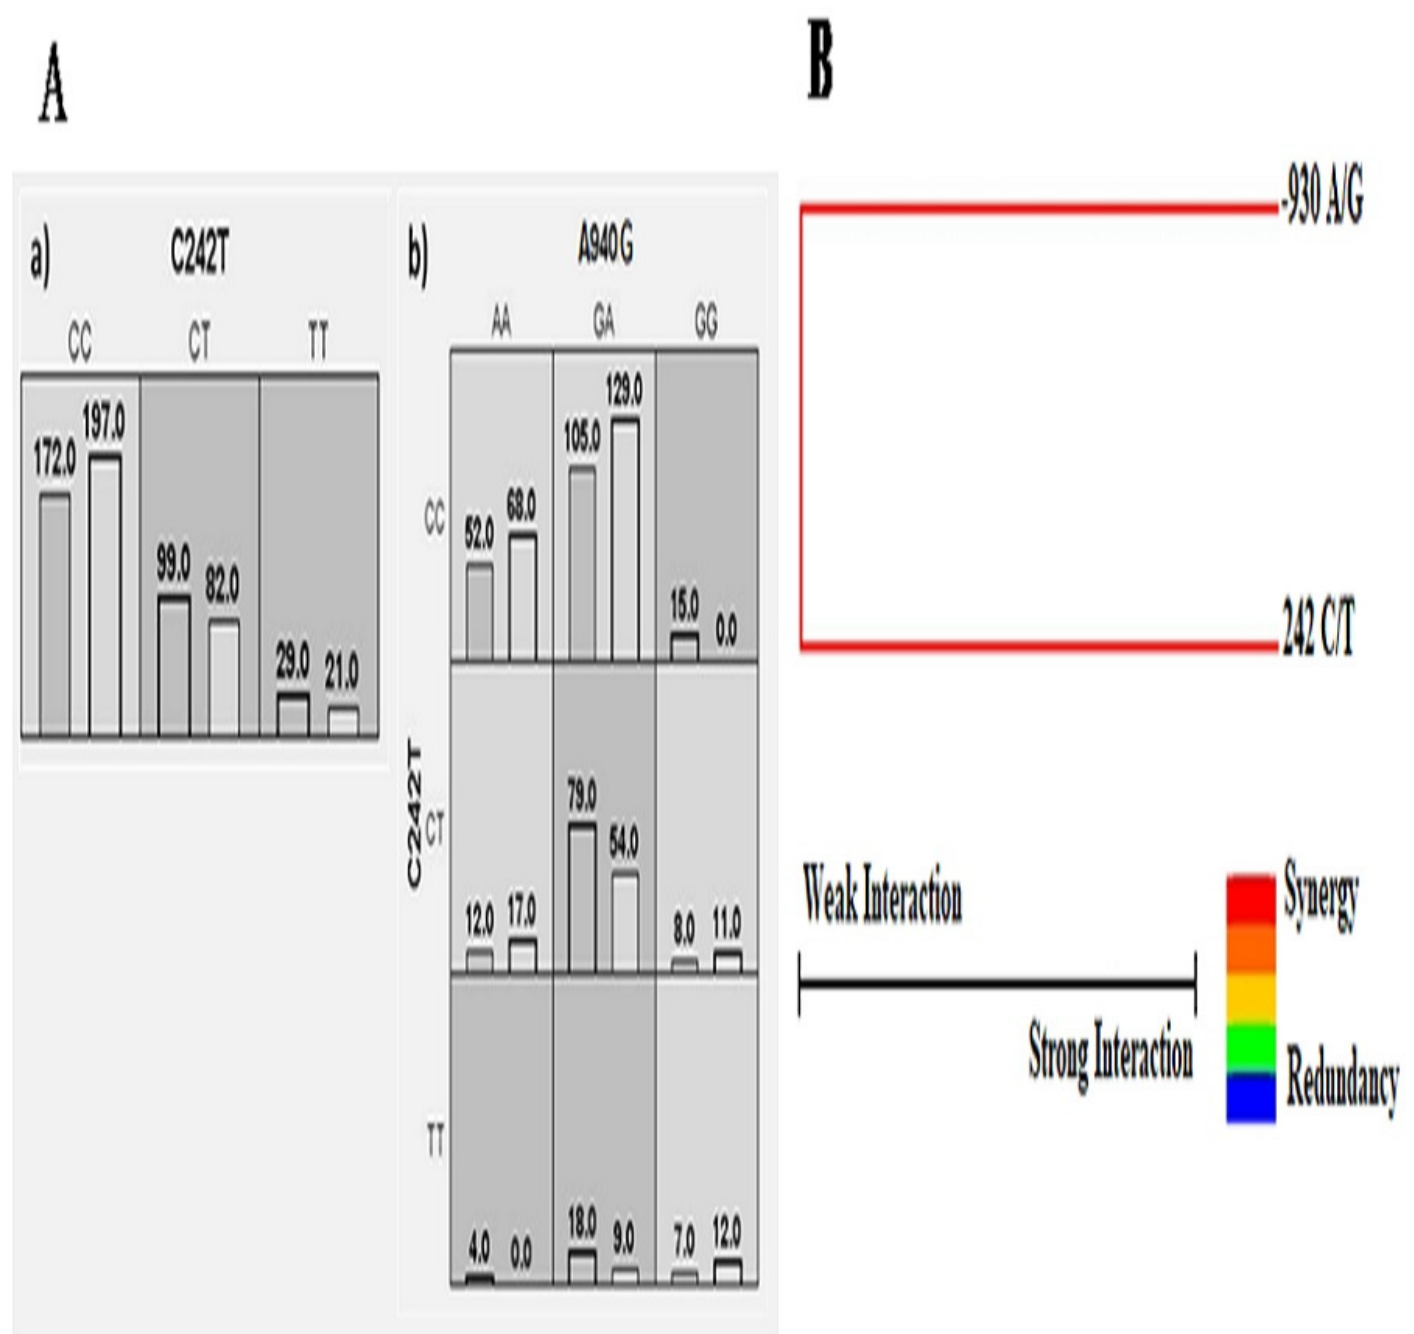 A
B
a) C242T
CC CT TT
172.0 197.0
99.0 82.0
29.0 21.0
b) A940G
AA GA GG
C242T
CC
52.0 68.0
105.0 129.0
15.0 0.0
CT
12.0 17.0
79.0 54.0
8.0 11.0
TT
4.0 0.0
18.0 9.0
7.0 12.0
-930 A/G
242 C/T
Weak Interaction
Strong Interaction
Synergy
Redundancy